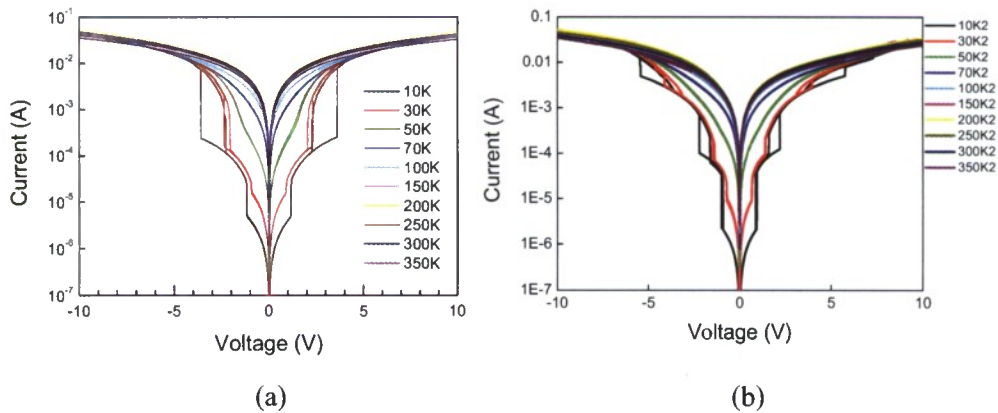 10⁻¹
10⁻²
10⁻³
10⁻⁴
10⁻⁵
10⁻⁶
10⁻⁷
Current (A)
-10 -5 0 5 10
Voltage (V)
10K
30K
50K
70K
100K
150K
200K
250K
300K
350K
(a)
0.1
0.01
1E-3
1E-4
1E-5
1E-6
1E-7
Current (A)
-10 -5 0 5 10
Voltage (V)
10K2
30K2
50K2
70K2
100K2
150K2
200K2
250K2
300K2
350K2
(b)